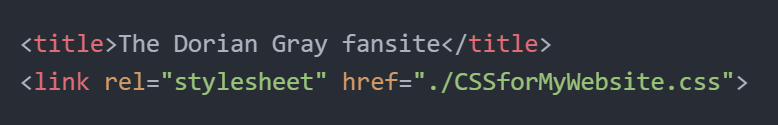 <title>The Dorian Gray fansite</title>
<link rel="stylesheet" href="./CSSforMyWebsite.css">